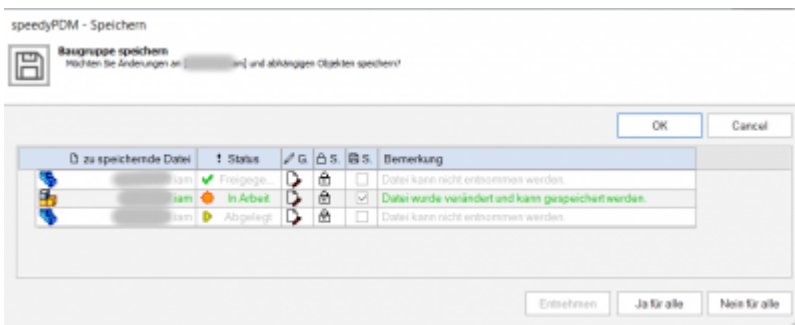 speedyPDM - Speichern
Baugruppe speichern
Möchten Sie Änderungen an [ am] und abhängigen Objekten speichern?
OK Cancel
zu speichernde Datei ! Status G. S. S. Bemerkung
iam Freigege... Datei kann nicht entnommen werden.
iam In Arbeit Datei wurde verändert und kann gespeichert werden.
iam Abgelegt Datei kann nicht entnommen werden.
Entnehmen Ja für alle Nein für alle